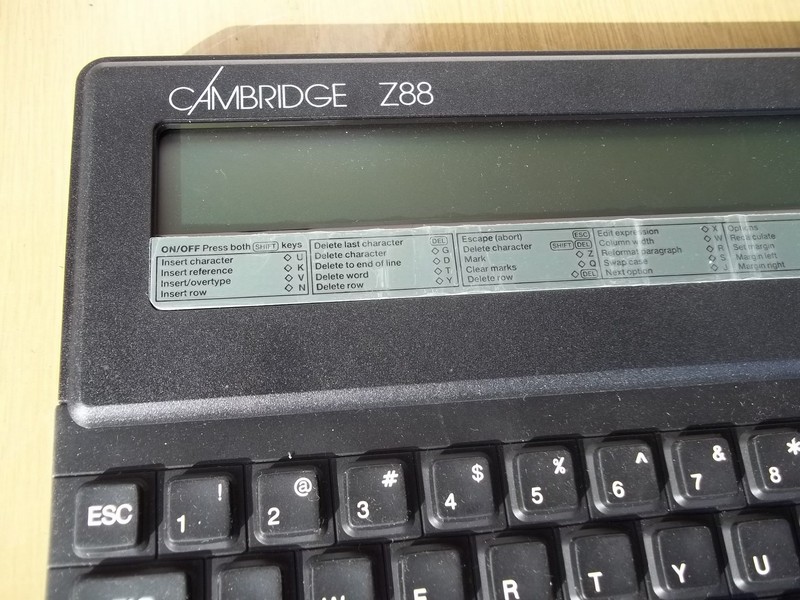 CAMBRIDGE Z88
ON/OFF Press both SHIFT keys
Insert character ◇ U
Insert reference ◇ K
Insert/overtype ◇ V
Insert row ◇ N
Delete last character DEL
Delete character ◇ G
Delete to end of line ◇ D
Delete word ◇ T
Delete row ◇ Y
Escape (abort) ESC
Delete character SHIFT DEL
Mark ◇ Z
Clear marks ◇ Q
Delete row ◇ DEL
Edit expression ◇ X
Column width ◇ W
Reformat paragraph ◇ R
Swap case ◇ S
Next option ◇ J
Options
Recalculate
Set margin
Margin left
Margin right
ESC 1 ! 2 @ 3 # 4 $ 5 % 6 ^ 7 & 8 *
R T Y U